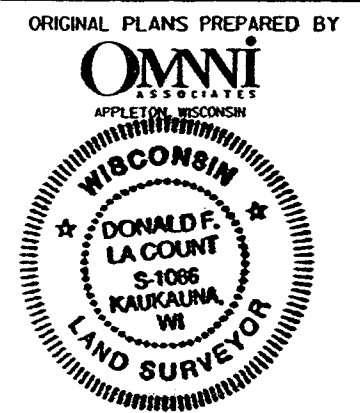 ORIGINAL PLANS PREPARED BY
OMNNI
ASSOCIATES
APPLETON, WISCONSIN
WISCONSIN
DONALD F.
LA COUNT
S-1086
KAUKAUNA,
WI
LAND SURVEYOR